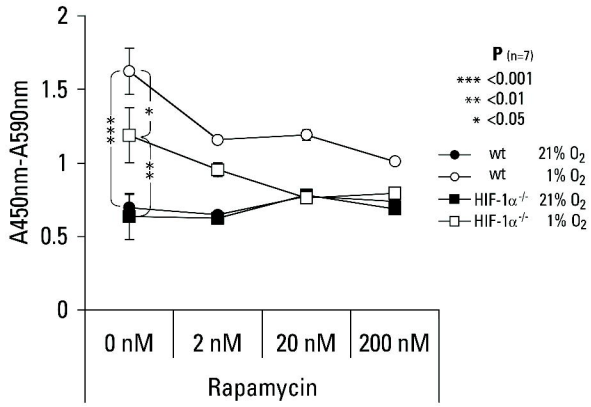 2
1.5
1
0.5
0
A450nm-A590nm
***
*
**
P (n=7)
*** <0.001
** <0.01
* <0.05
wt 21% O₂
wt 1% O₂
HIF-1α⁻/⁻ 21% O₂
HIF-1α⁻/⁻ 1% O₂
0 nM 2 nM 20 nM 200 nM
Rapamycin